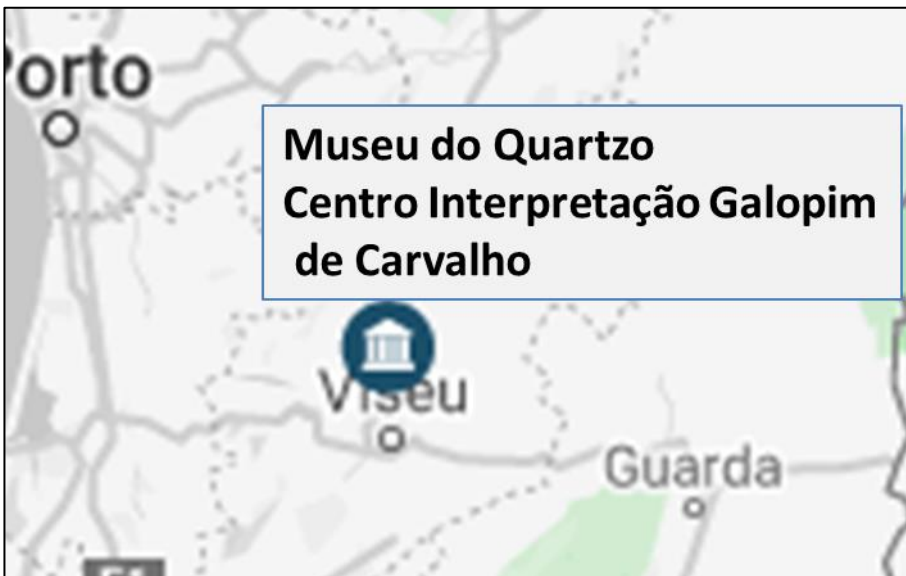 Porto
Museu do Quartzo
Centro Interpretação Galopim
de Carvalho
Viseu
Guarda